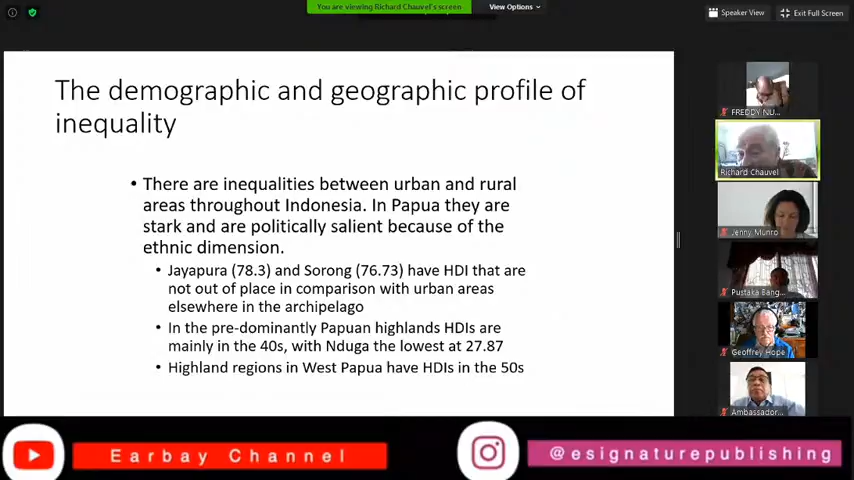 You are viewing Richard Chauvel's screen
View Options
Speaker View
Exit Full Screen
The demographic and geographic profile of
inequality
• There are inequalities between urban and rural
areas throughout Indonesia. In Papua they are
stark and are politically salient because of the
ethnic dimension.
• Jayapura (78.3) and Sorong (76.73) have HDI that are
not out of place in comparison with urban areas
elsewhere in the archipelago
• In the pre-dominantly Papuan highlands HDIs are
mainly in the 40s, with Nduga the lowest at 27.87
• Highland regions in West Papua have HDIs in the 50s
FREDDY NU...
Richard Chauvel
Jenny Munro
Pustaka Bang...
Geoffrey Hope
Ambassador...
Earbay Channel
@esignaturepublishing